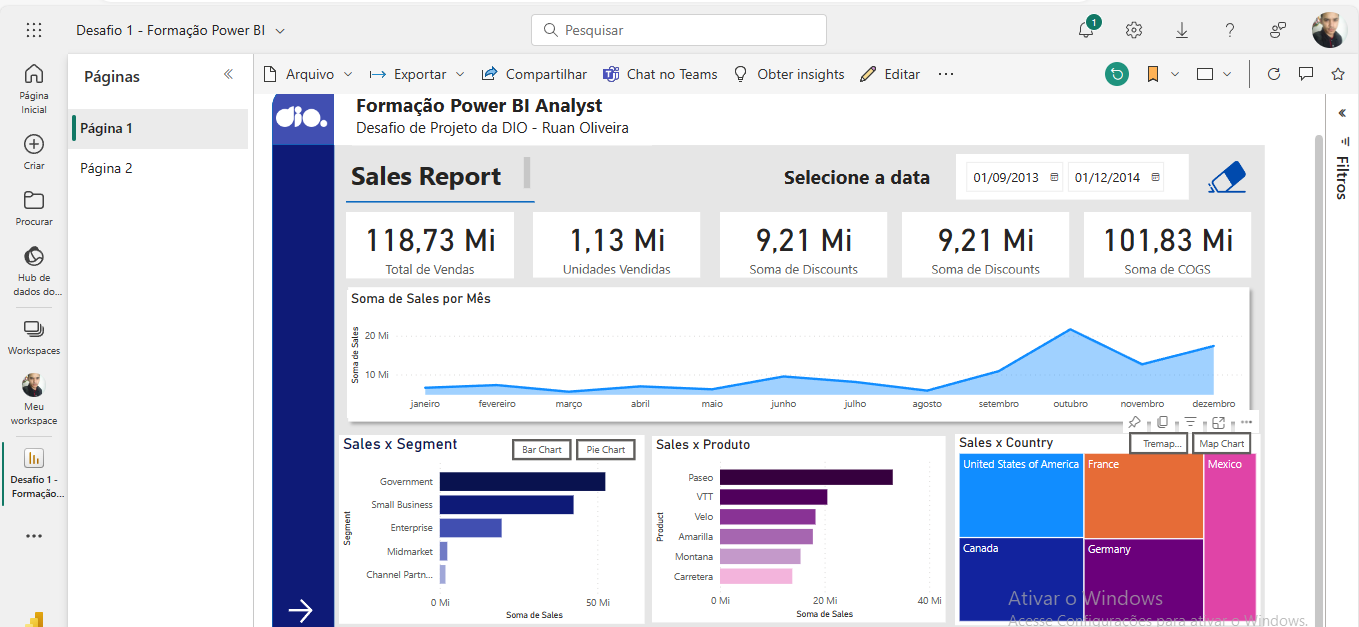 Desafio 1 - Formação Power BI
Pesquisar
1
Página
Inicial
Criar
Procurar
Hub de
dados do...
Workspaces
Meu
workspace
Desafio 1 -
Formação...
Páginas
Página 1
Página 2
Arquivo
Exportar
Compartilhar
Chat no Teams
Obter insights
Editar
dio.
Formação Power BI Analyst
Desafio de Projeto da DIO - Ruan Oliveira
Sales Report
Selecione a data
01/09/2013
01/12/2014
118,73 Mi
Total de Vendas
1,13 Mi
Unidades Vendidas
9,21 Mi
Soma de Discounts
9,21 Mi
Soma de Discounts
101,83 Mi
Soma de COGS
Soma de Sales por Mês
Soma de Sales
20 Mi
10 Mi
janeiro fevereiro março abril maio junho julho agosto setembro outubro novembro dezembro
Sales x Segment
Bar Chart
Pie Chart
Segment
Government
Small Business
Enterprise
Midmarket
Channel Partn...
0 Mi 50 Mi
Soma de Sales
Sales x Produto
Product
Paseo
VTT
Velo
Amarilla
Montana
Carretera
0 Mi 20 Mi 40 Mi
Soma de Sales
Sales x Country
Tremap...
Map Chart
United States of America
France
Mexico
Canada
Germany
Filtros
Ativar o Windows
Acesse Configurações para ativar o Windows.